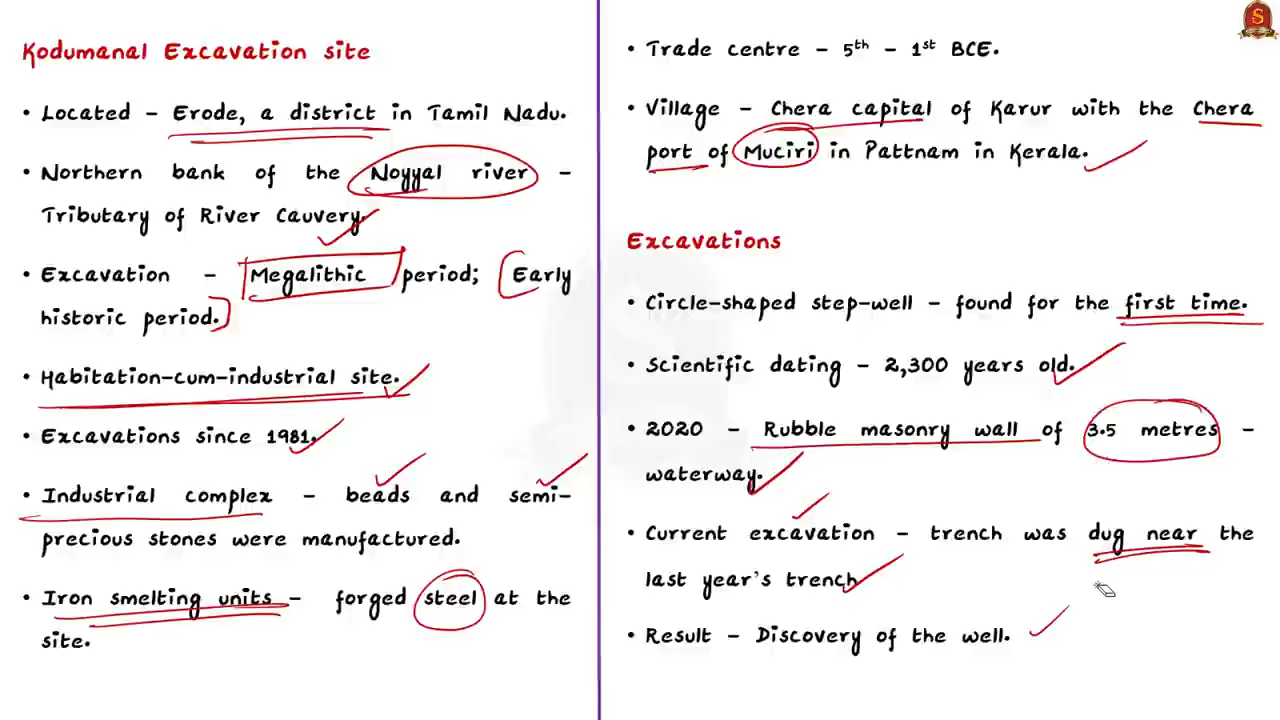 Kodumanal Excavation site
• Located – Erode, a district in Tamil Nadu.
• Northern bank of the Noyyal river –
Tributary of River Cauvery.
• Excavation – Megalithic period; Early
historic period.
• Habitation-cum-industrial site.
• Excavations since 1981.
• Industrial complex – beads and semi-
precious stones were manufactured.
• Iron smelting units – forged steel at the
site.
• Trade centre – 5th – 1st BCE.
• Village – Chera capital of Karur with the Chera
port of Muciri in Pattnam in Kerala.
Excavations
• Circle-shaped step-well – found for the first time.
• Scientific dating – 2,300 years old.
• 2020 – Rubble masonry wall of 3.5 metres –
waterway.
• Current excavation – trench was dug near the
last year's trench
• Result – Discovery of the well.